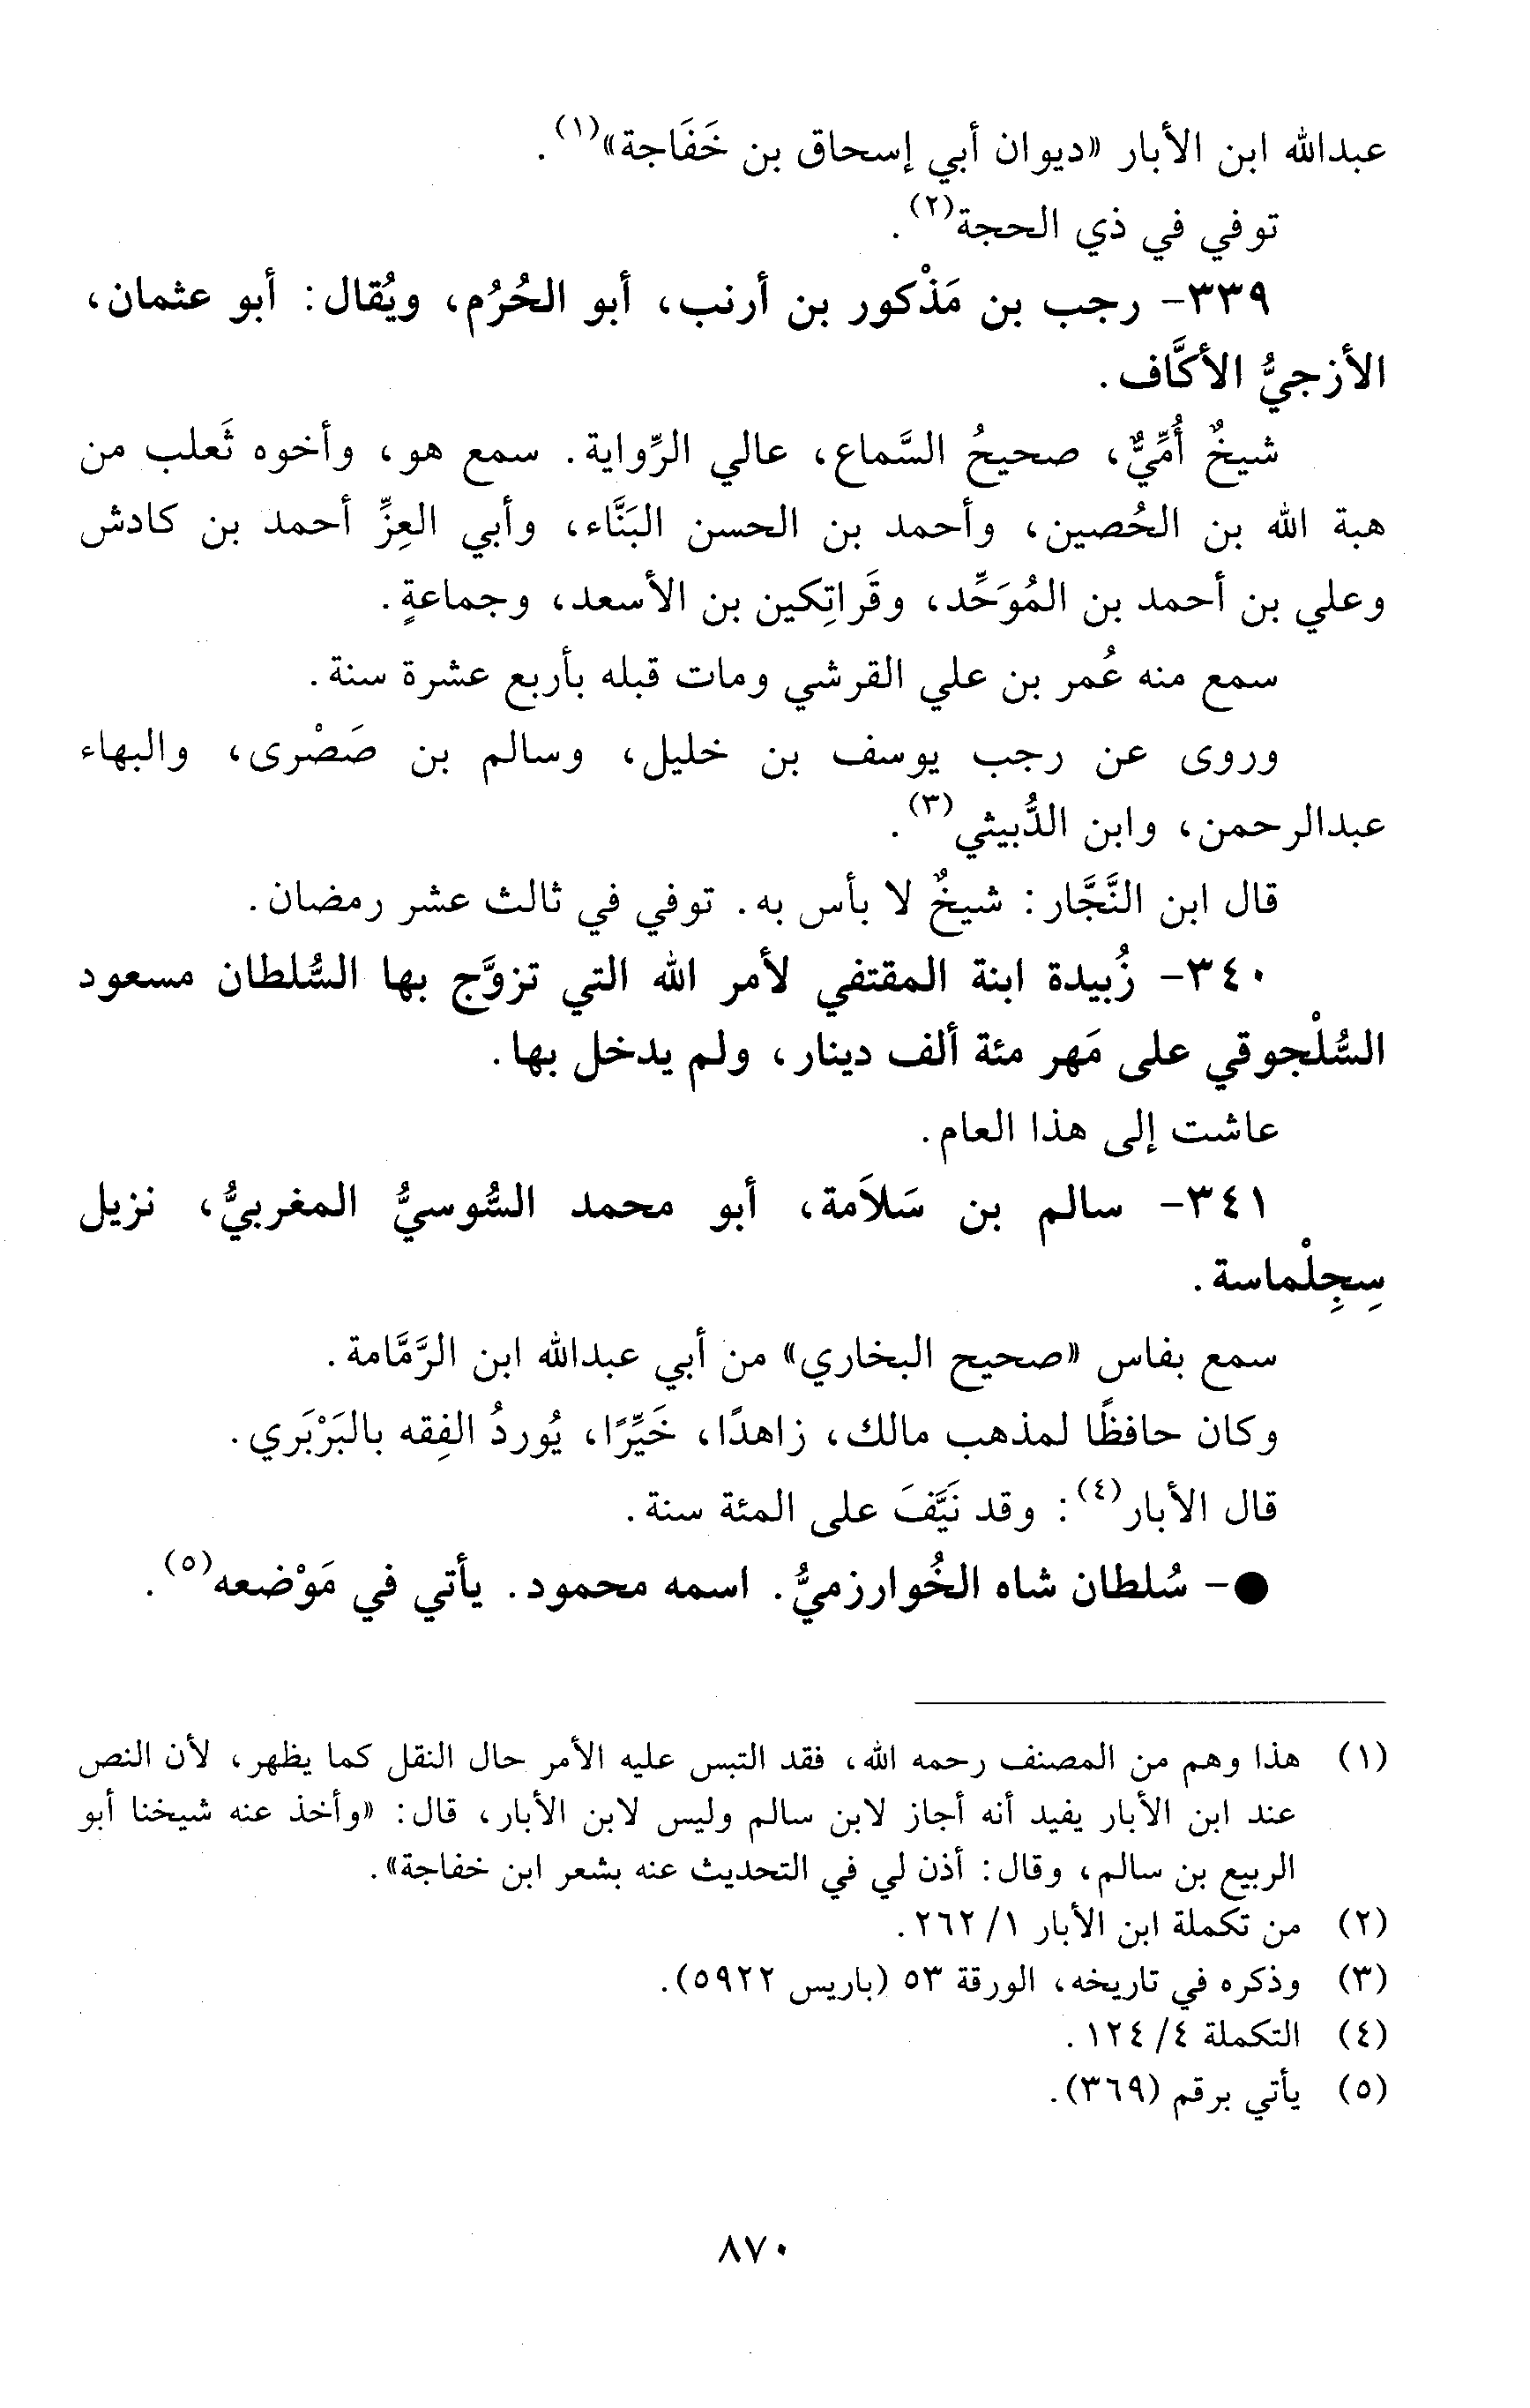 عبدالله ابن الأبار «ديوان أبي إسحاق بن خَفَاجة»(١).
توفي في ذي الحجة(٢).
٣٣٩- رجب بن مَذْكور بن أرنب، أبو الحُرُم، ويُقال: أبو عثمان،
الأزجيُّ الأكَّاف.
شيخٌ أُمِّيٌّ، صحيحُ السَّماع، عالي الرِّواية. سمع هو، وأخوه ثَعلب من
هبة الله بن الحُصين، وأحمد بن الحسن البَنَّاء، وأبي العِزِّ أحمد بن كادش
وعلي بن أحمد بن المُوَحِّد، وقَراتِكين بن الأسعد، وجماعةٍ.
سمع منه عُمر بن علي القرشي ومات قبله بأربع عشرة سنة.
وروى عن رجب يوسف بن خليل، وسالم بن صَصْرى، والبهاء
عبدالرحمن، وابن الدُّبيثي(٣).
قال ابن النَّجَّار: شيخٌ لا بأس به. توفي في ثالث عشر رمضان.
٣٤٠- زُبيدة ابنة المقتفي لأمر الله التي تزوَّج بها السُّلطان مسعود
السُّلْجوقي على مَهر مئة ألف دينار، ولم يدخل بها.
عاشت إلى هذا العام.
٣٤١- سالم بن سَلاَمة، أبو محمد السُّوسيُّ المغربيُّ، نزيل
سِجِلْماسة.
سمع بفاس «صحيح البخاري» من أبي عبدالله ابن الرَّمَّامة.
وكان حافظًا لمذهب مالك، زاهدًا، خَيِّرًا، يُوردُ الفِقه بالبَرْبَري.
قال الأبار(٤): وقد نَيَّفَ على المئة سنة.
●- سُلطان شاه الخُوارزميُّ. اسمه محمود. يأتي في مَوْضعه(٥).
(١) هذا وهم من المصنف رحمه الله، فقد التبس عليه الأمر حال النقل كما يظهر، لأن النص
عند ابن الأبار يفيد أنه أجاز لابن سالم وليس لابن الأبار، قال: «وأخذ عنه شيخنا أبو
الربيع بن سالم، وقال: أذن لي في التحديث عنه بشعر ابن خفاجة».
(٢) من تكملة ابن الأبار ١/ ٢٦٢.
(٣) وذكره في تاريخه، الورقة ٥٣ (باريس ٥٩٢٢).
(٤) التكملة ٤/ ١٢٤.
(٥) يأتي برقم (٣٦٩).
٨٧٠